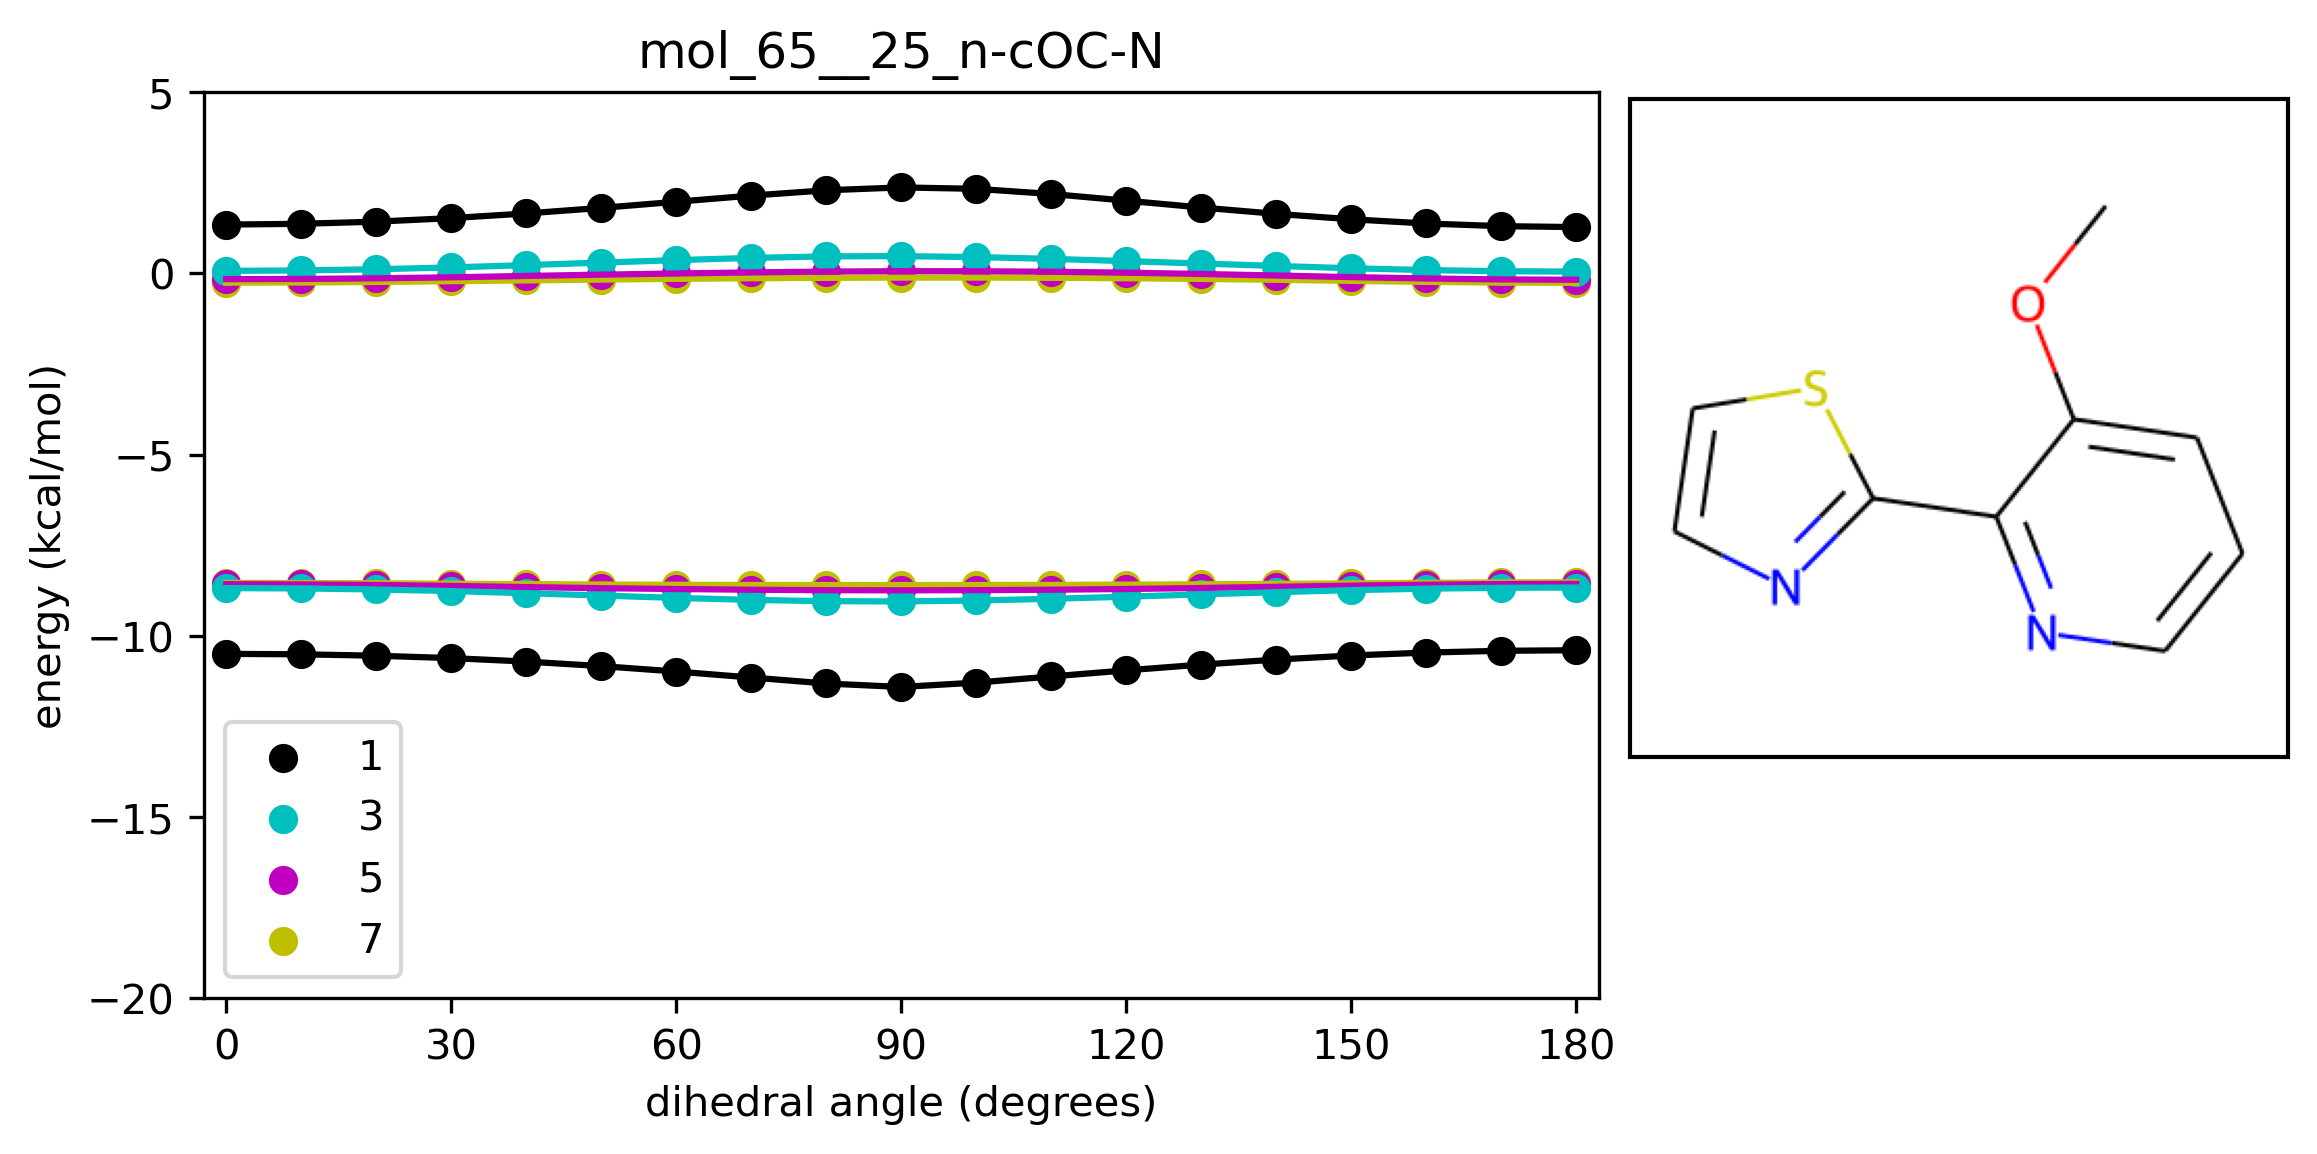 mol_65__25_n-cOC-N
5
0
−5
−10
−15
−20
energy (kcal/mol)
0 30 60 90 120 150 180
dihedral angle (degrees)
1
3
5
7
O
S
N
N